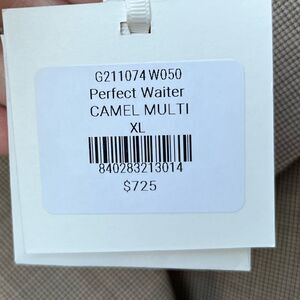 G211074 W050
Perfect Waiter
CAMEL MULTI
XL
840283213014
$725